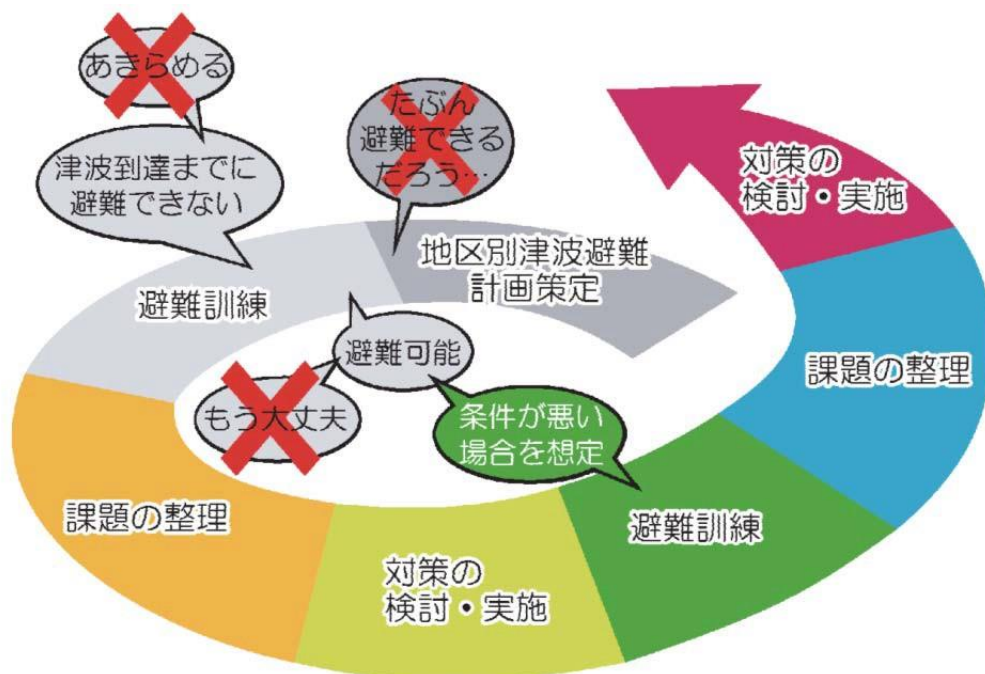 あきらめる
津波到達までに
避難できない
たぶん
避難できる
だろう…
地区別津波避難
計画策定
避難訓練
避難可能
もう大丈夫
条件が悪い
場合を想定
課題の整理
対策の
検討・実施
避難訓練
課題の整理
対策の
検討・実施